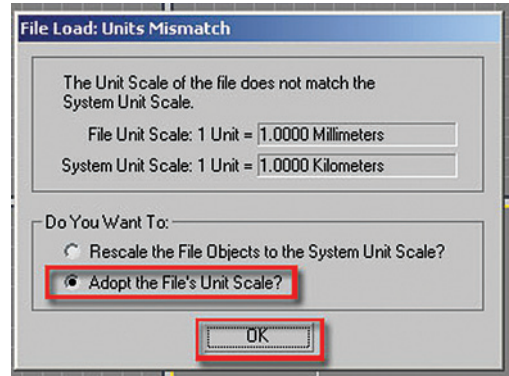 File Load: Units Mismatch
The Unit Scale of the file does not match the
System Unit Scale.
File Unit Scale: 1 Unit = 1.0000 Millimeters
System Unit Scale: 1 Unit = 1.0000 Kilometers
Do You Want To:
Rescale the File Objects to the System Unit Scale?
Adopt the File's Unit Scale?
OK